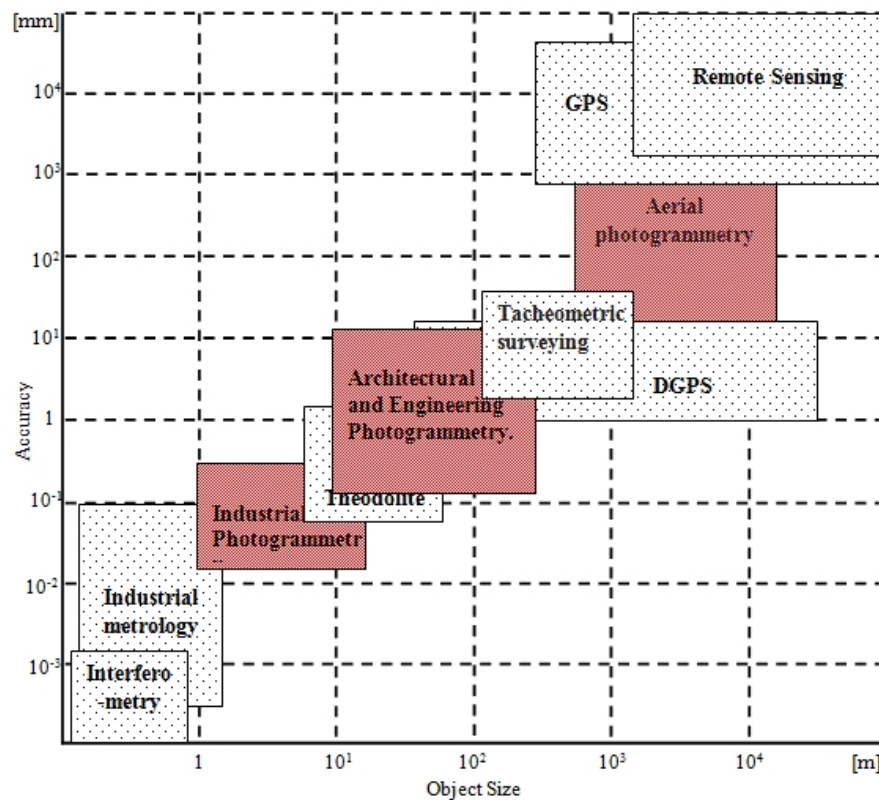 [mm]
Remote Sensing
GPS
10⁴
10³
Aerial
photogrammetry
10²
Tacheometric
surveying
10¹
DGPS
Architectural
and Engineering
Photogrammetry.
Accuracy
1
10⁻¹
Theodolite
Industrial
Photogrammetr
10⁻²
Industrial
metrology
10⁻³
Interfero
-metry
1 10¹ 10² 10³ 10⁴ [m]
Object Size